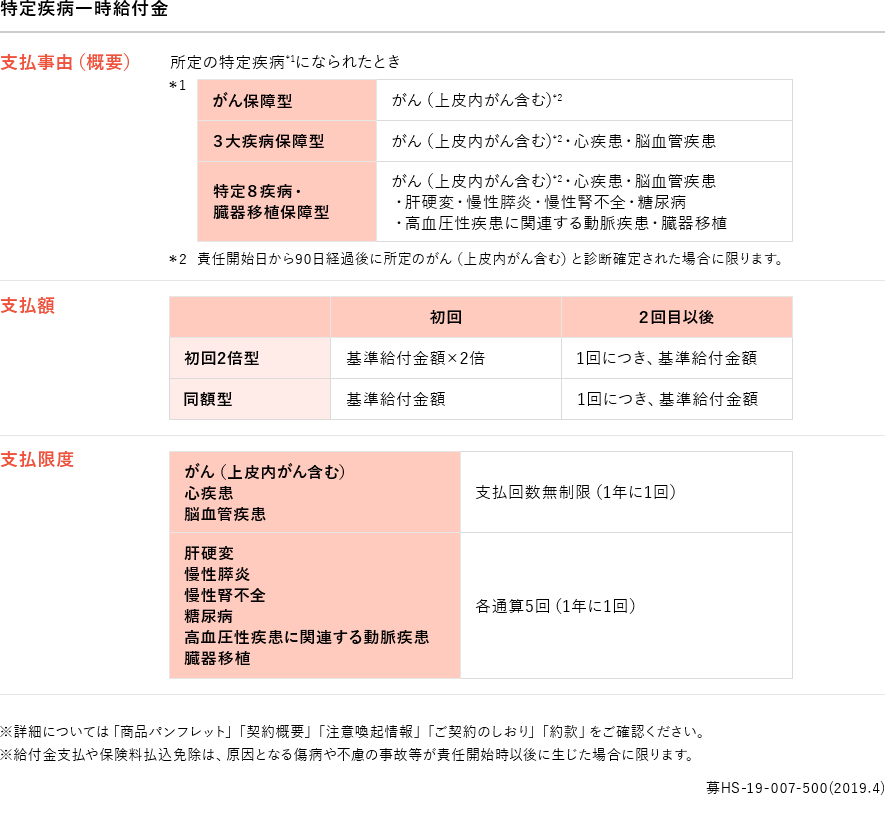 特定疾病一時給付金
支払事由（概要）
所定の特定疾病*1になられたとき
*1
がん保障型
がん（上皮内がん含む）*2
3大疾病保障型
がん（上皮内がん含む）*2・心疾患・脳血管疾患
特定8疾病・
臓器移植保障型
がん（上皮内がん含む）*2・心疾患・脳血管疾患
・肝硬変・慢性膵炎・慢性腎不全・糖尿病
・高血圧性疾患に関連する動脈疾患・臓器移植
*2 責任開始日から90日経過後に所定のがん（上皮内がん含む）と診断確定された場合に限ります。
支払額
初回
2回目以後
初回2倍型
基準給付金額×2倍
1回につき、基準給付金額
同額型
基準給付金額
1回につき、基準給付金額
支払限度
がん（上皮内がん含む）
心疾患
脳血管疾患
支払回数無制限（1年に1回）
肝硬変
慢性膵炎
慢性腎不全
糖尿病
高血圧性疾患に関連する動脈疾患
臓器移植
各通算5回（1年に1回）
※詳細については「商品パンフレット」「契約概要」「注意喚起情報」「ご契約のしおり」「約款」をご確認ください。
※給付金支払や保険料払込免除は、原因となる傷病や不慮の事故等が責任開始時以後に生じた場合に限ります。
募HS-19-007-500(2019.4)